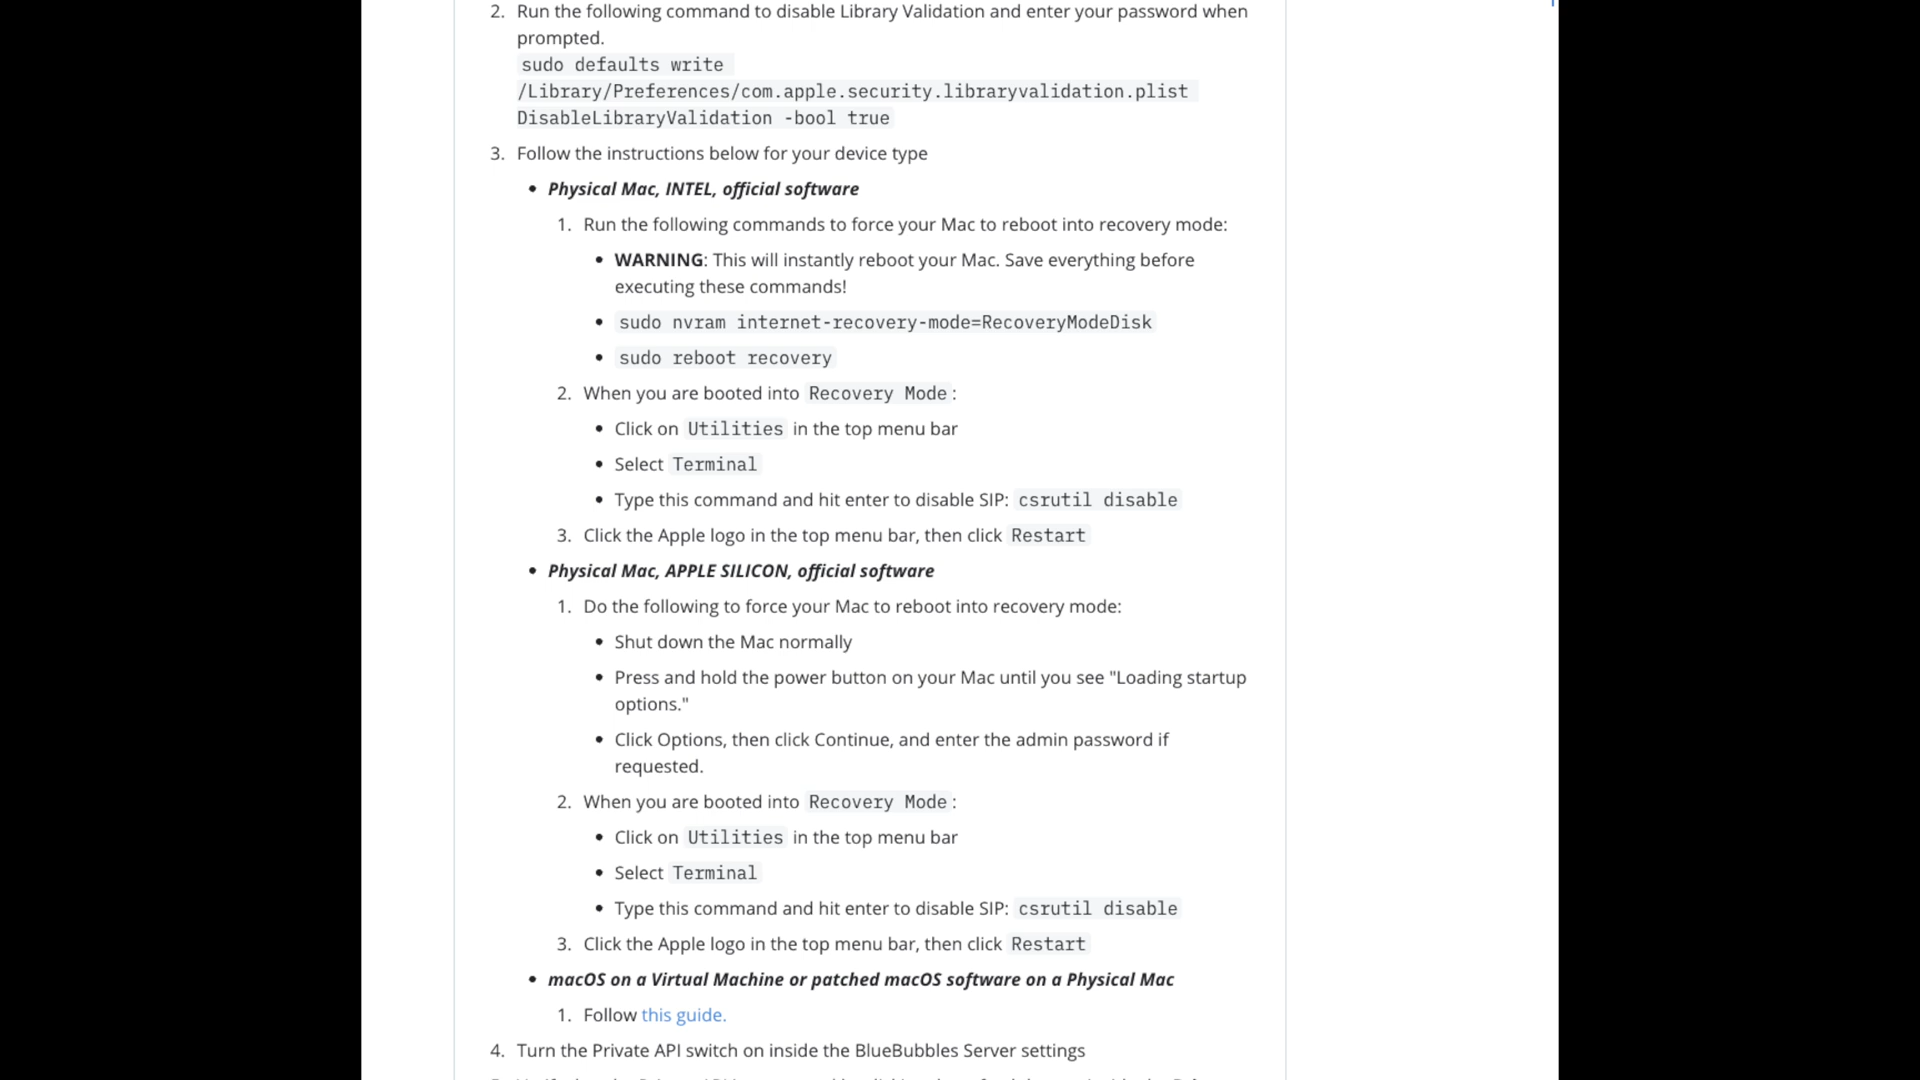 2. Run the following command to disable Library Validation and enter your password when
prompted.
sudo defaults write
/Library/Preferences/com.apple.security.libraryvalidation.plist
DisableLibraryValidation -bool true
3. Follow the instructions below for your device type
• Physical Mac, INTEL, official software
1. Run the following commands to force your Mac to reboot into recovery mode:
• WARNING: This will instantly reboot your Mac. Save everything before
executing these commands!
• sudo nvram internet-recovery-mode=RecoveryModeDisk
• sudo reboot recovery
2. When you are booted into Recovery Mode:
• Click on Utilities in the top menu bar
• Select Terminal
• Type this command and hit enter to disable SIP: csrutil disable
3. Click the Apple logo in the top menu bar, then click Restart
• Physical Mac, APPLE SILICON, official software
1. Do the following to force your Mac to reboot into recovery mode:
• Shut down the Mac normally
• Press and hold the power button on your Mac until you see "Loading startup
options."
• Click Options, then click Continue, and enter the admin password if
requested.
2. When you are booted into Recovery Mode:
• Click on Utilities in the top menu bar
• Select Terminal
• Type this command and hit enter to disable SIP: csrutil disable
3. Click the Apple logo in the top menu bar, then click Restart
• macOS on a Virtual Machine or patched macOS software on a Physical Mac
1. Follow this guide.
4. Turn the Private API switch on inside the BlueBubbles Server settings